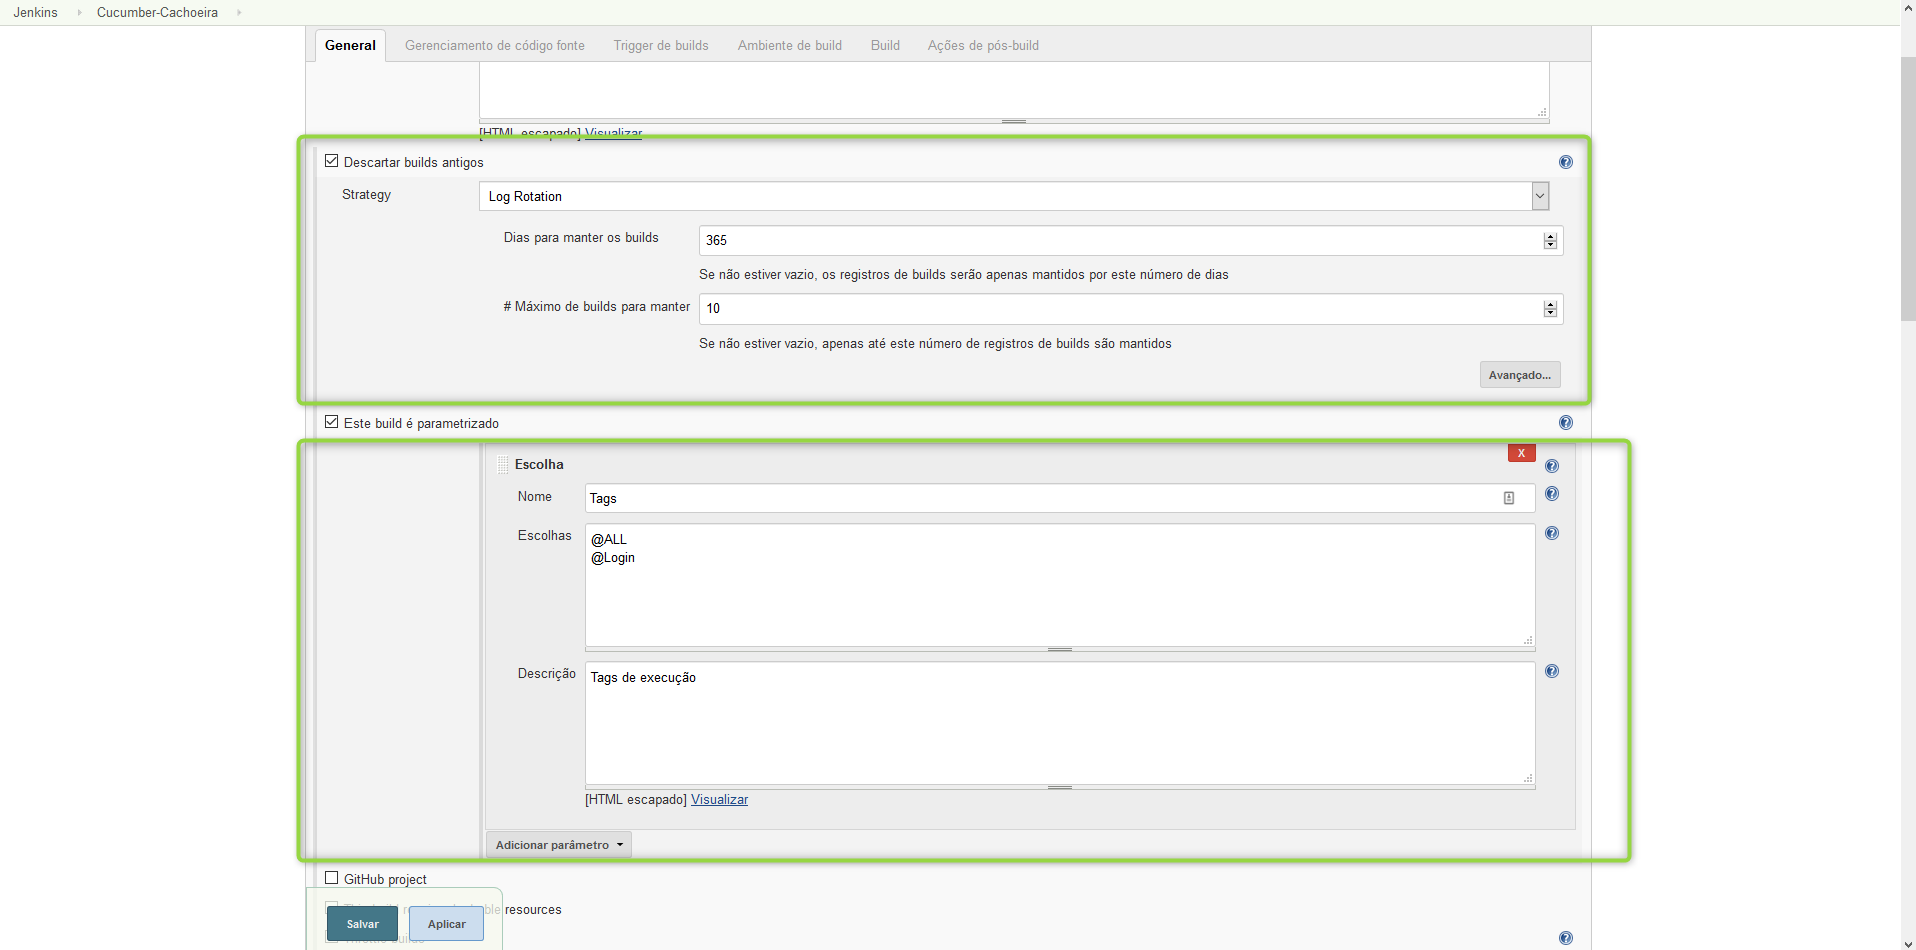 Jenkins Cucumber-Cachoeira
General Gerenciamento de código fonte Trigger de builds Ambiente de build Build Ações de pós-build
[HTML escapado] Visualizar
Descartar builds antigos
Strategy Log Rotation
Dias para manter os builds 365
Se não estiver vazio, os registros de builds serão apenas mantidos por este número de dias
# Máximo de builds para manter 10
Se não estiver vazio, apenas até este número de registros de builds são mantidos
Avançado...
Este build é parametrizado
X
Escolha
Nome Tags
Escolhas @ALL
@Login
Descrição Tags de execução
[HTML escapado] Visualizar
Adicionar parâmetro
GitHub project
resources
Salvar Aplicar